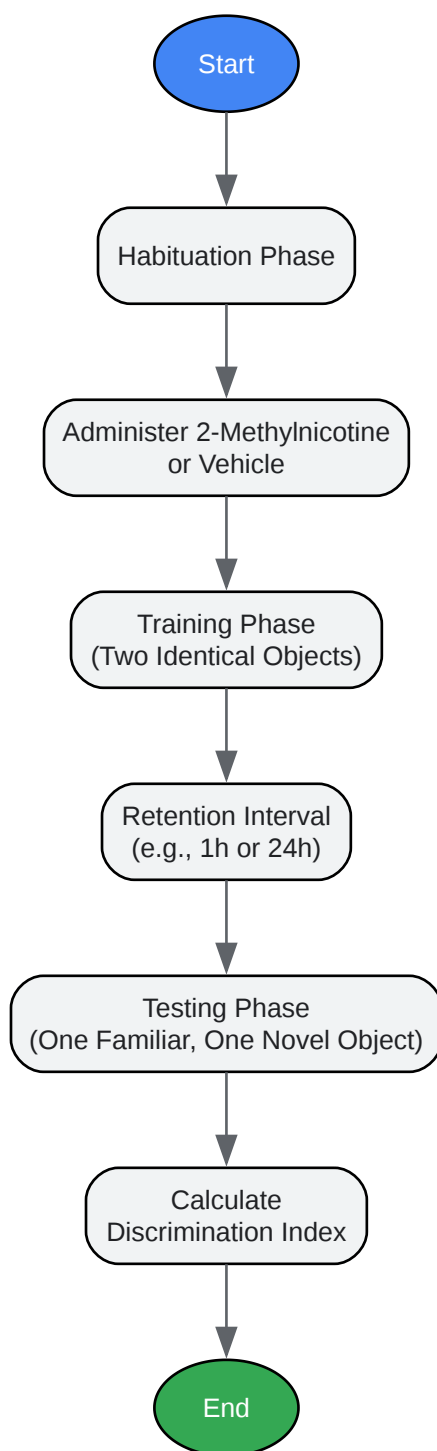 Start
Habituation Phase
Administer 2-Methylnicotine
or Vehicle
Training Phase
(Two Identical Objects)
Retention Interval
(e.g., 1h or 24h)
Testing Phase
(One Familiar, One Novel Object)
Calculate
Discrimination Index
End